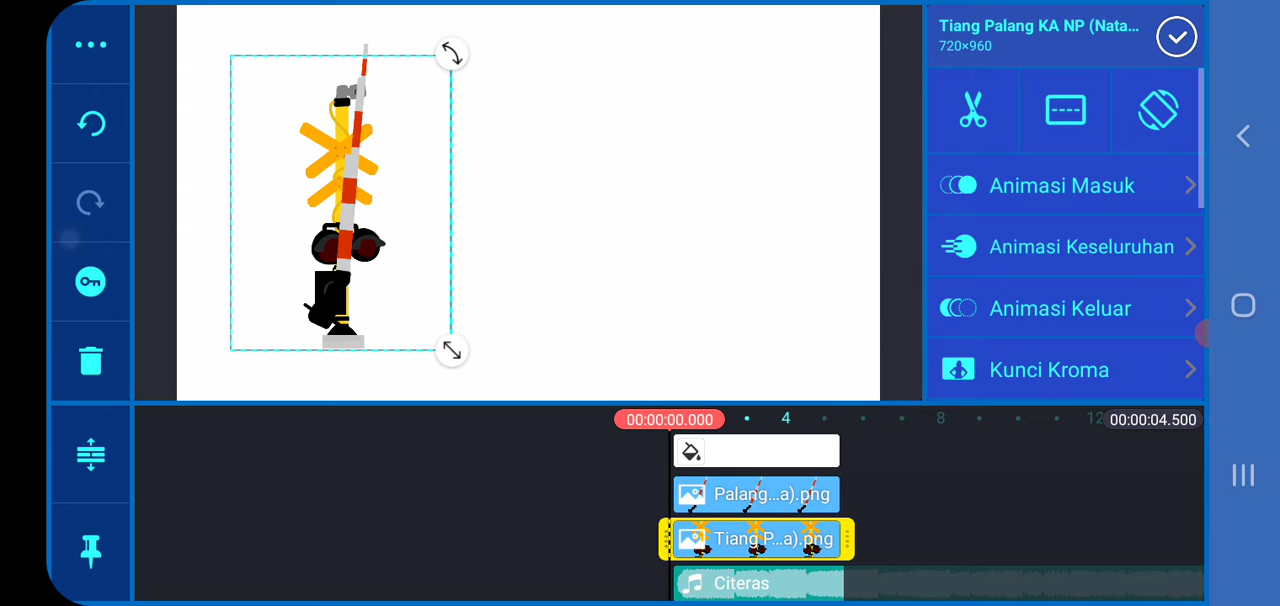 Tiang Palang KA NP (Nata...
720×960
Animasi Masuk
Animasi Keseluruhan
Animasi Keluar
Kunci Kroma
00:00:00.000
4
8
12
00:00:04.500
Palang...a).png
Tiang P...a).png
Citeras